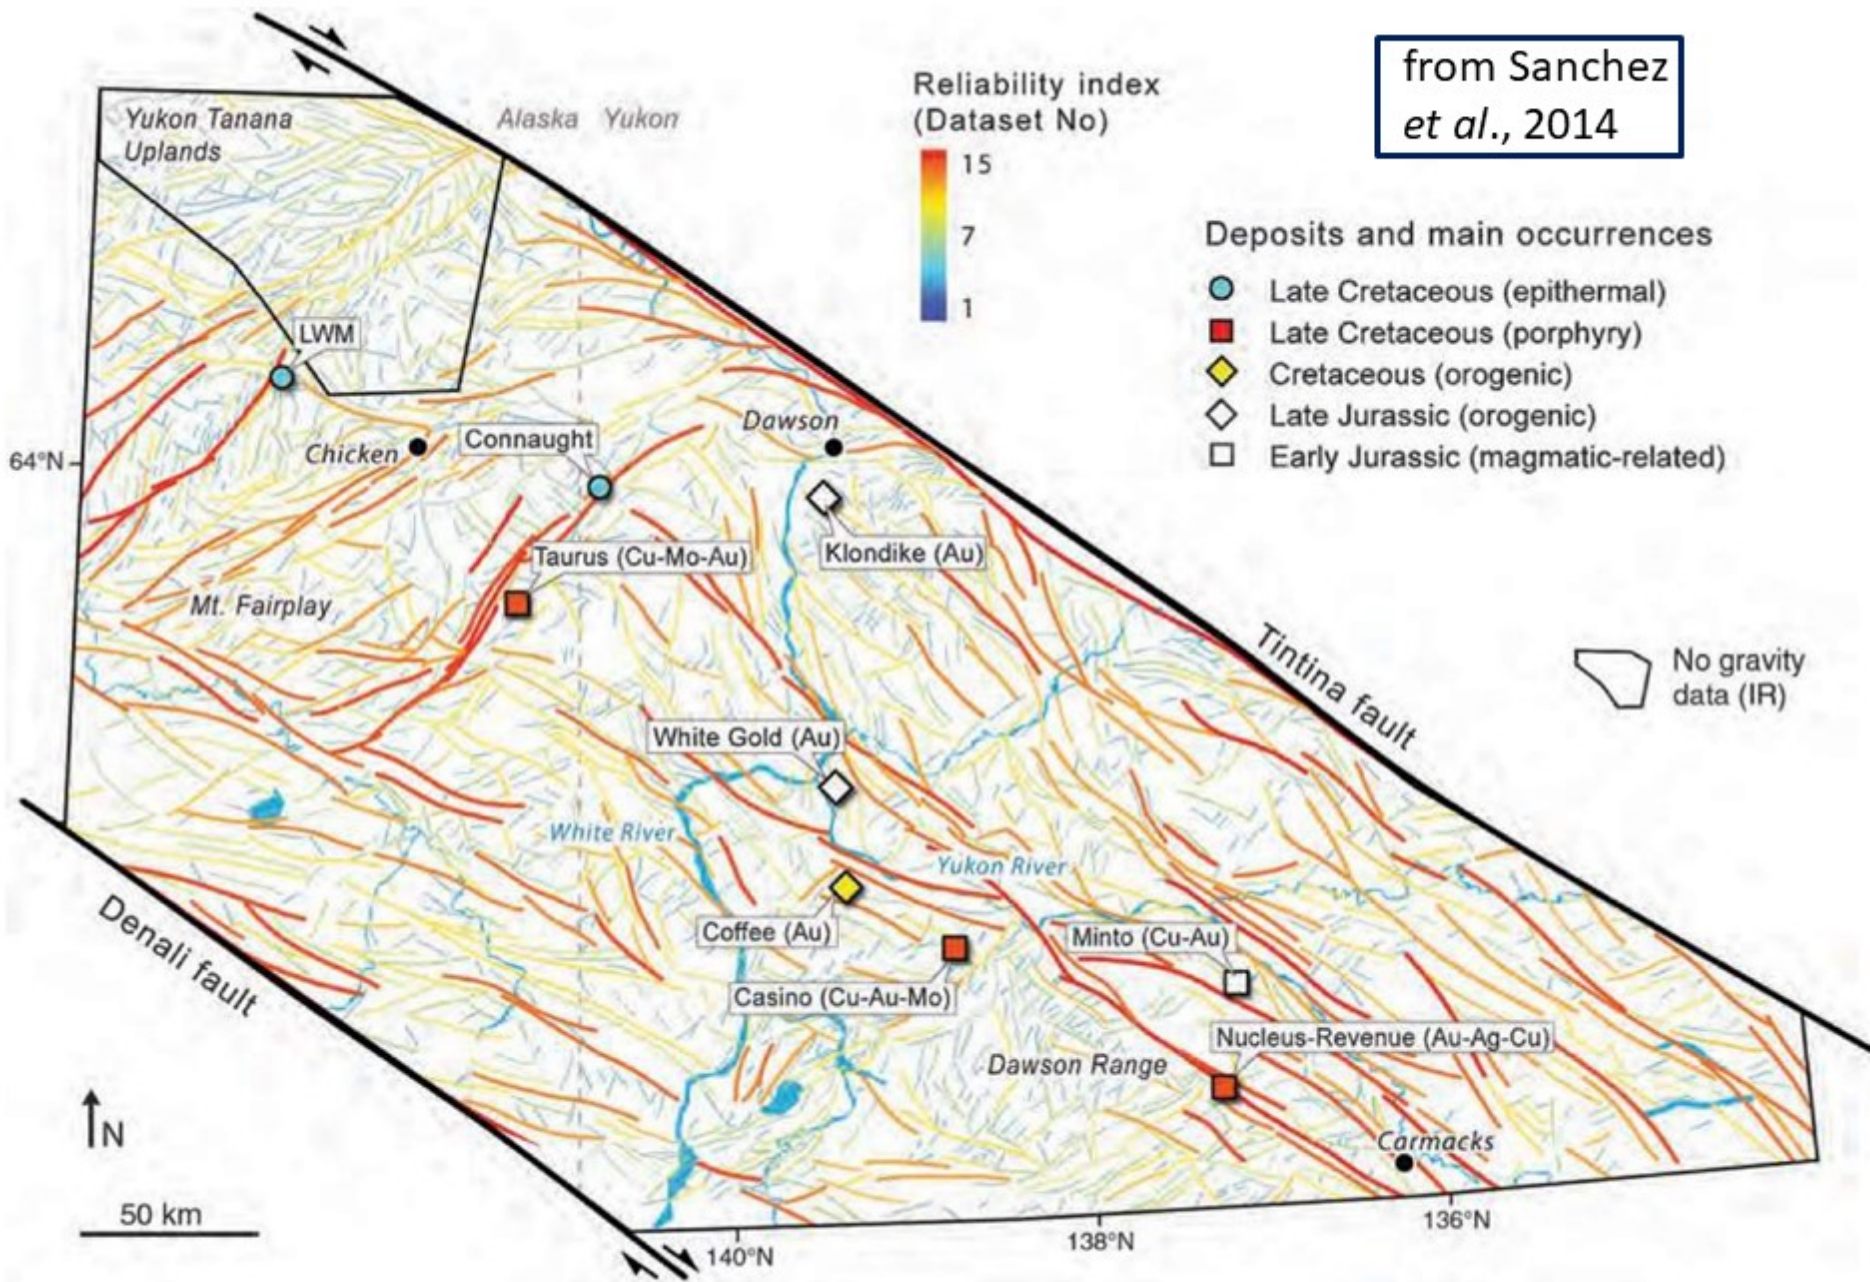 from Sanchez
et al., 2014
Reliability index
(Dataset No)
15
7
1
Yukon Tanana
Uplands
Alaska Yukon
Deposits and main occurrences
Late Cretaceous (epithermal)
Late Cretaceous (porphyry)
Cretaceous (orogenic)
Late Jurassic (orogenic)
Early Jurassic (magmatic-related)
LWM
Dawson
Connaught
Chicken
64°N
Klondike (Au)
Taurus (Cu-Mo-Au)
Mt. Fairplay
Tintina fault
No gravity
data (IR)
White Gold (Au)
White River
Yukon River
Coffee (Au)
Minto (Cu-Au)
Denali fault
Casino (Cu-Au-Mo)
Nucleus-Revenue (Au-Ag-Cu)
Dawson Range
N
Carmacks
50 km
140°N
138°N
136°N